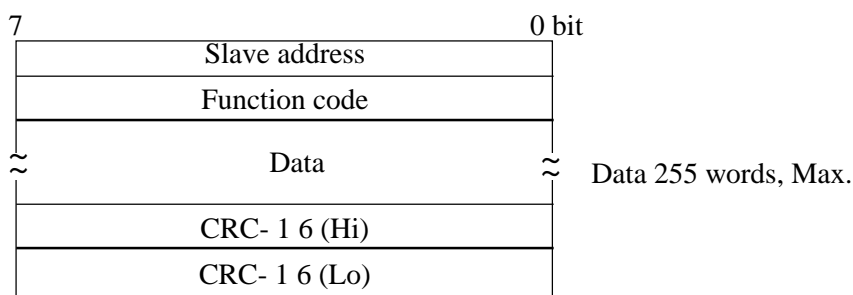 7 0 bit
Slave address
Function code
Data
Data 255 words, Max.
CRC- 1 6 (Hi)
CRC- 1 6 (Lo)